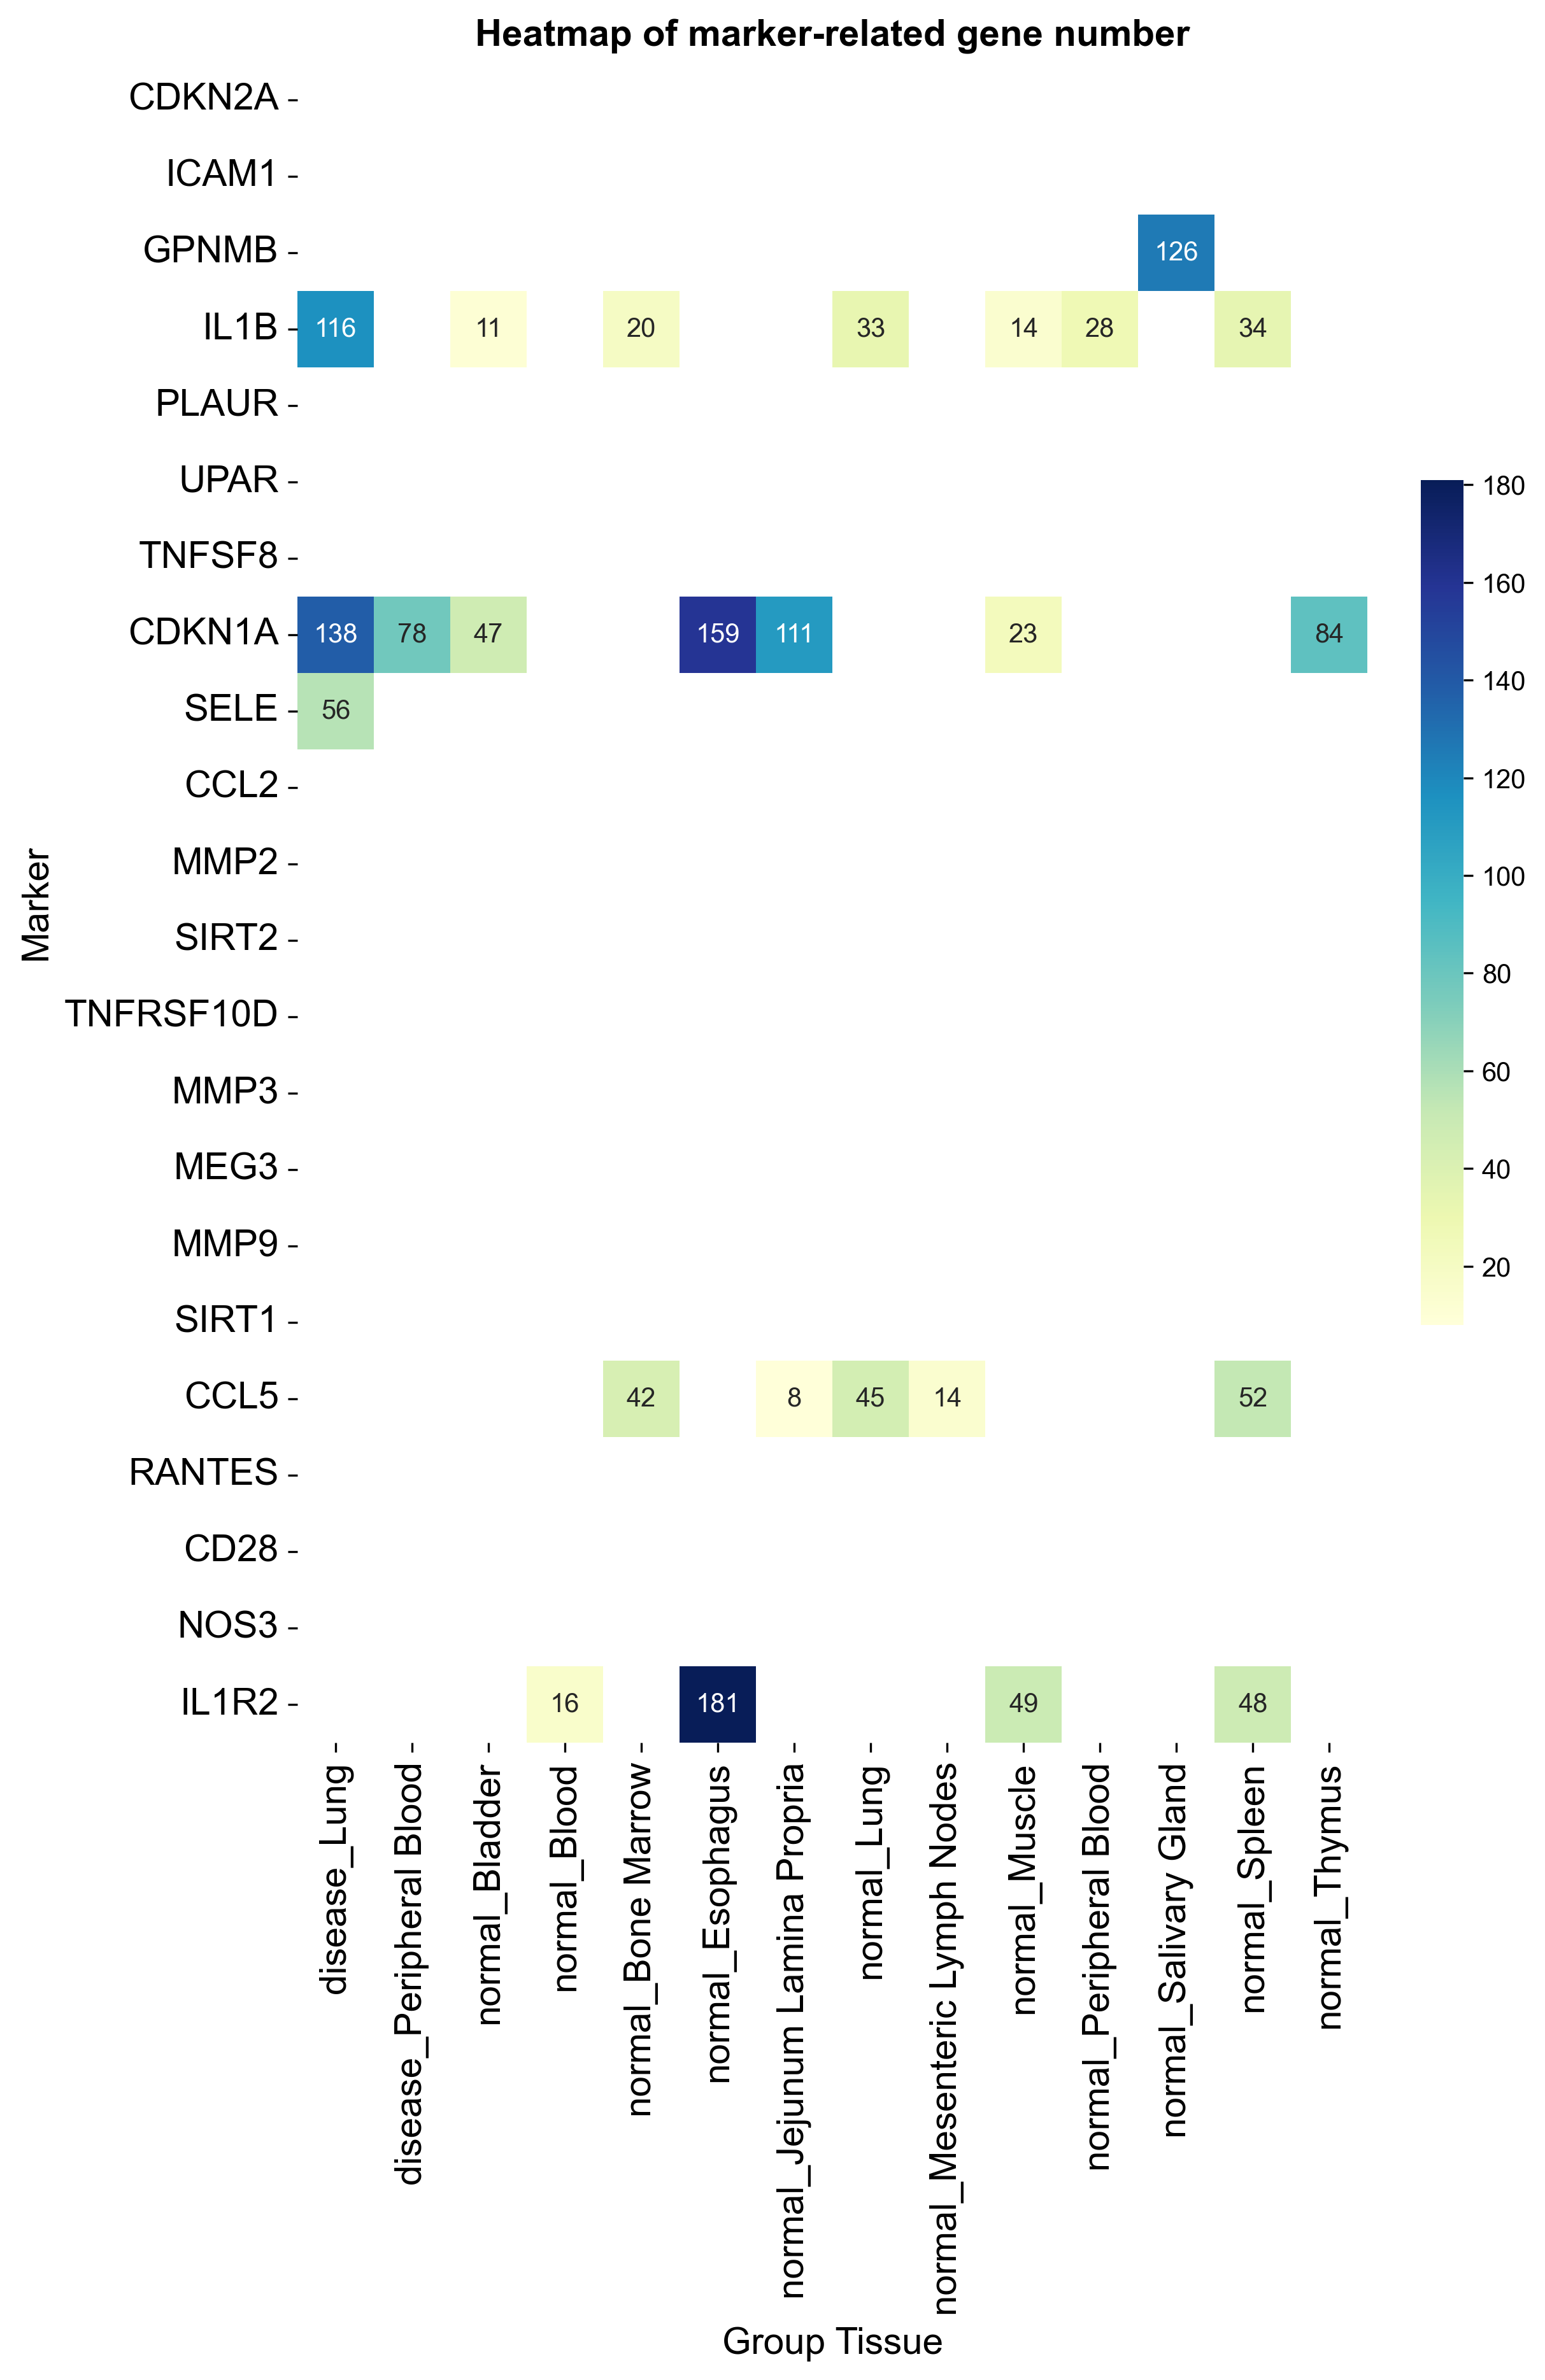 Heatmap of marker-related gene number
CDKN2A
ICAM1
GPNMB
126
IL1B
116 11 20 33 14 28 34
PLAUR
UPAR
TNFSF8
CDKN1A
138 78 47 159 111 23 84
SELE
56
CCL2
MMP2
SIRT2
TNFRSF10D
MMP3
MEG3
MMP9
SIRT1
CCL5
42 8 45 14 52
RANTES
CD28
NOS3
IL1R2
16 181 49 48
Marker
disease_Lung
disease_Peripheral Blood
normal_Bladder
normal_Blood
normal_Bone Marrow
normal_Esophagus
normal_Jejunum Lamina Propria
normal_Lung
normal_Mesenteric Lymph Nodes
normal_Muscle
normal_Peripheral Blood
normal_Salivary Gland
normal_Spleen
normal_Thymus
Group Tissue
180
160
140
120
100
80
60
40
20